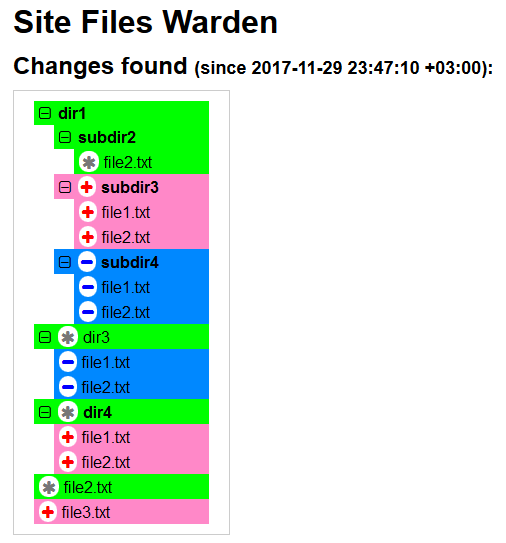 Site Files Warden
Changes found (since 2017-11-29 23:47:10 +03:00):
dir1
subdir2
file2.txt
subdir3
file1.txt
file2.txt
subdir4
file1.txt
file2.txt
dir3
file1.txt
file2.txt
dir4
file1.txt
file2.txt
file2.txt
file3.txt